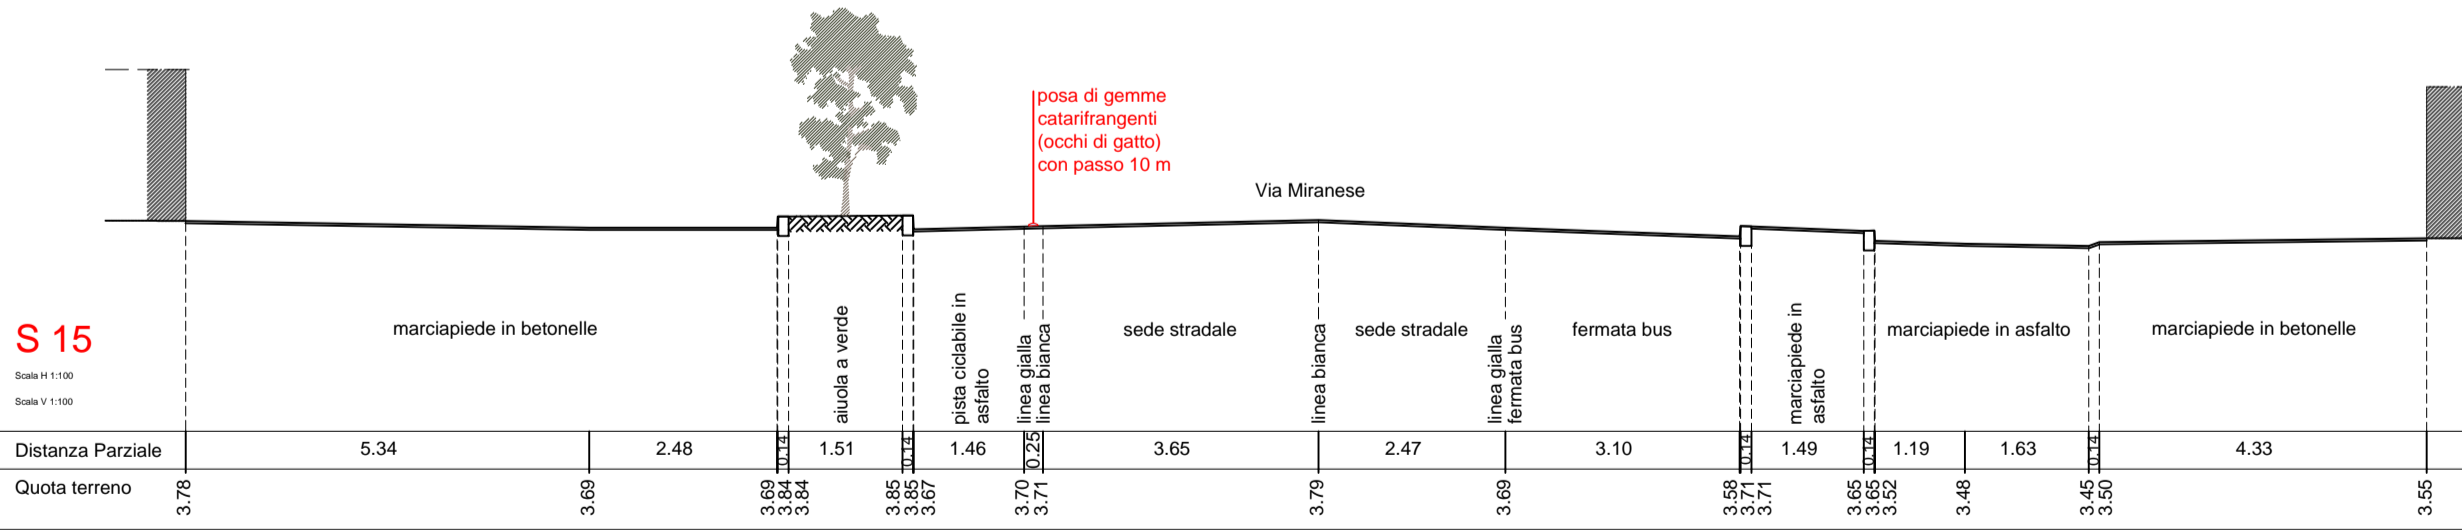 posa di gemme
catarifrangenti
(occhi di gatto)
con passo 10 m
Via Miranese
S 15
Scala H 1:100
Scala V 1:100
marciapiede in betonelle
aiuola a verde
pista ciclabile in
asfalto
linea gialla
linea bianca
sede stradale
linea bianca
sede stradale
linea gialla
fermata bus
fermata bus
marciapiede in
asfalto
marciapiede in asfalto
marciapiede in betonelle
Distanza Parziale 5.34 2.48 0.14 1.51 0.14 1.46 0.25 3.65 2.47 3.10 0.14 1.49 0.14 1.19 1.63 0.14 4.33
Quota terreno 3.78 3.69 3.69 3.84 3.84 3.85 3.85 3.67 3.70 3.71 3.79 3.69 3.58 3.71 3.71 3.65 3.65 3.52 3.48 3.45 3.50 3.55